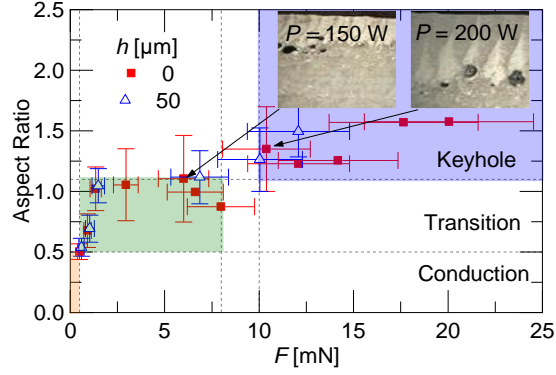 2.5
2.0
1.5
1.0
0.5
0.0
Aspect Ratio
h [µm]
0
50
P = 150 W
P = 200 W
Keyhole
Transition
Conduction
0
5
10
15
20
25
F [mN]